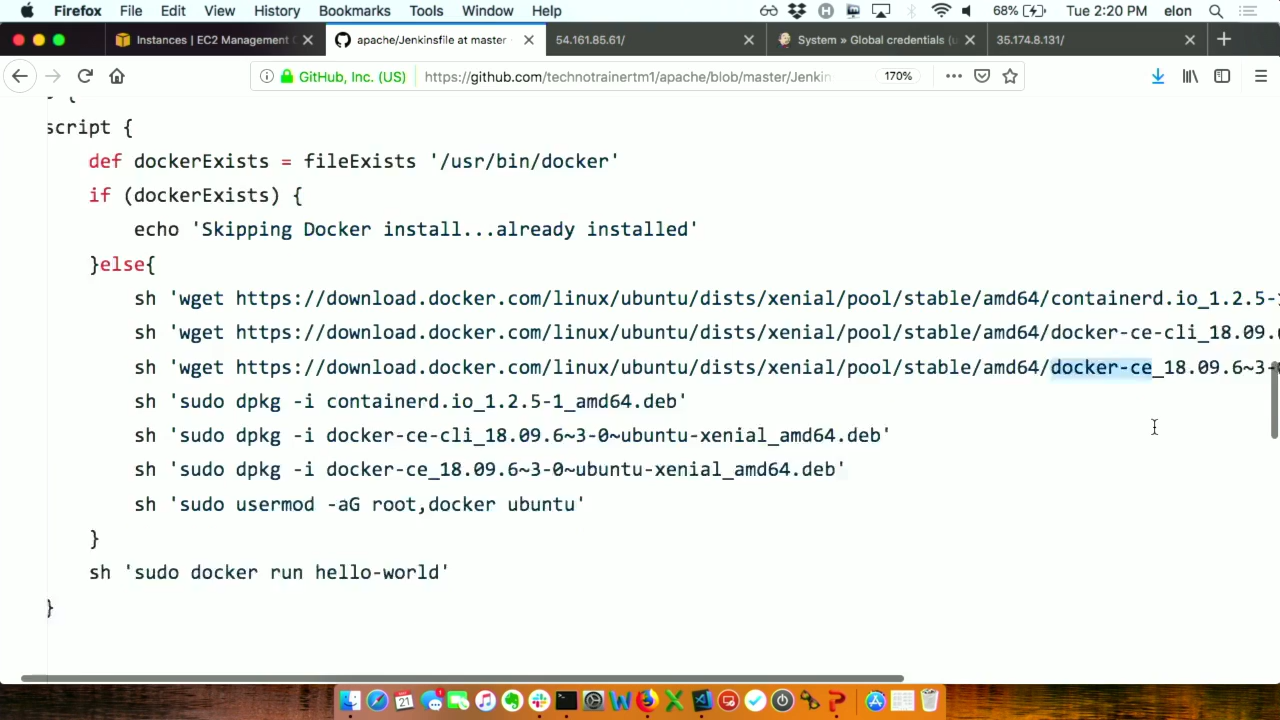 Firefox File Edit View History Bookmarks Tools Window Help 68% Tue 2:20 PM elon
Instances | EC2 Management apache/Jenkinsfile at master 54.161.85.61/ System » Global credentials (u 35.174.8.131/
GitHub, Inc. (US) https://github.com/technotrainertm1/apache/blob/master/Jenkin 170%
script {
def dockerExists = fileExists '/usr/bin/docker'
if (dockerExists) {
echo 'Skipping Docker install...already installed'
}else{
sh 'wget https://download.docker.com/linux/ubuntu/dists/xenial/pool/stable/amd64/containerd.io_1.2.5-1
sh 'wget https://download.docker.com/linux/ubuntu/dists/xenial/pool/stable/amd64/docker-ce-cli_18.09.
sh 'wget https://download.docker.com/linux/ubuntu/dists/xenial/pool/stable/amd64/docker-ce_18.09.6~3-
sh 'sudo dpkg -i containerd.io_1.2.5-1_amd64.deb'
sh 'sudo dpkg -i docker-ce-cli_18.09.6~3-0~ubuntu-xenial_amd64.deb'
sh 'sudo dpkg -i docker-ce_18.09.6~3-0~ubuntu-xenial_amd64.deb'
sh 'sudo usermod -aG root,docker ubuntu'
}
sh 'sudo docker run hello-world'
}
21